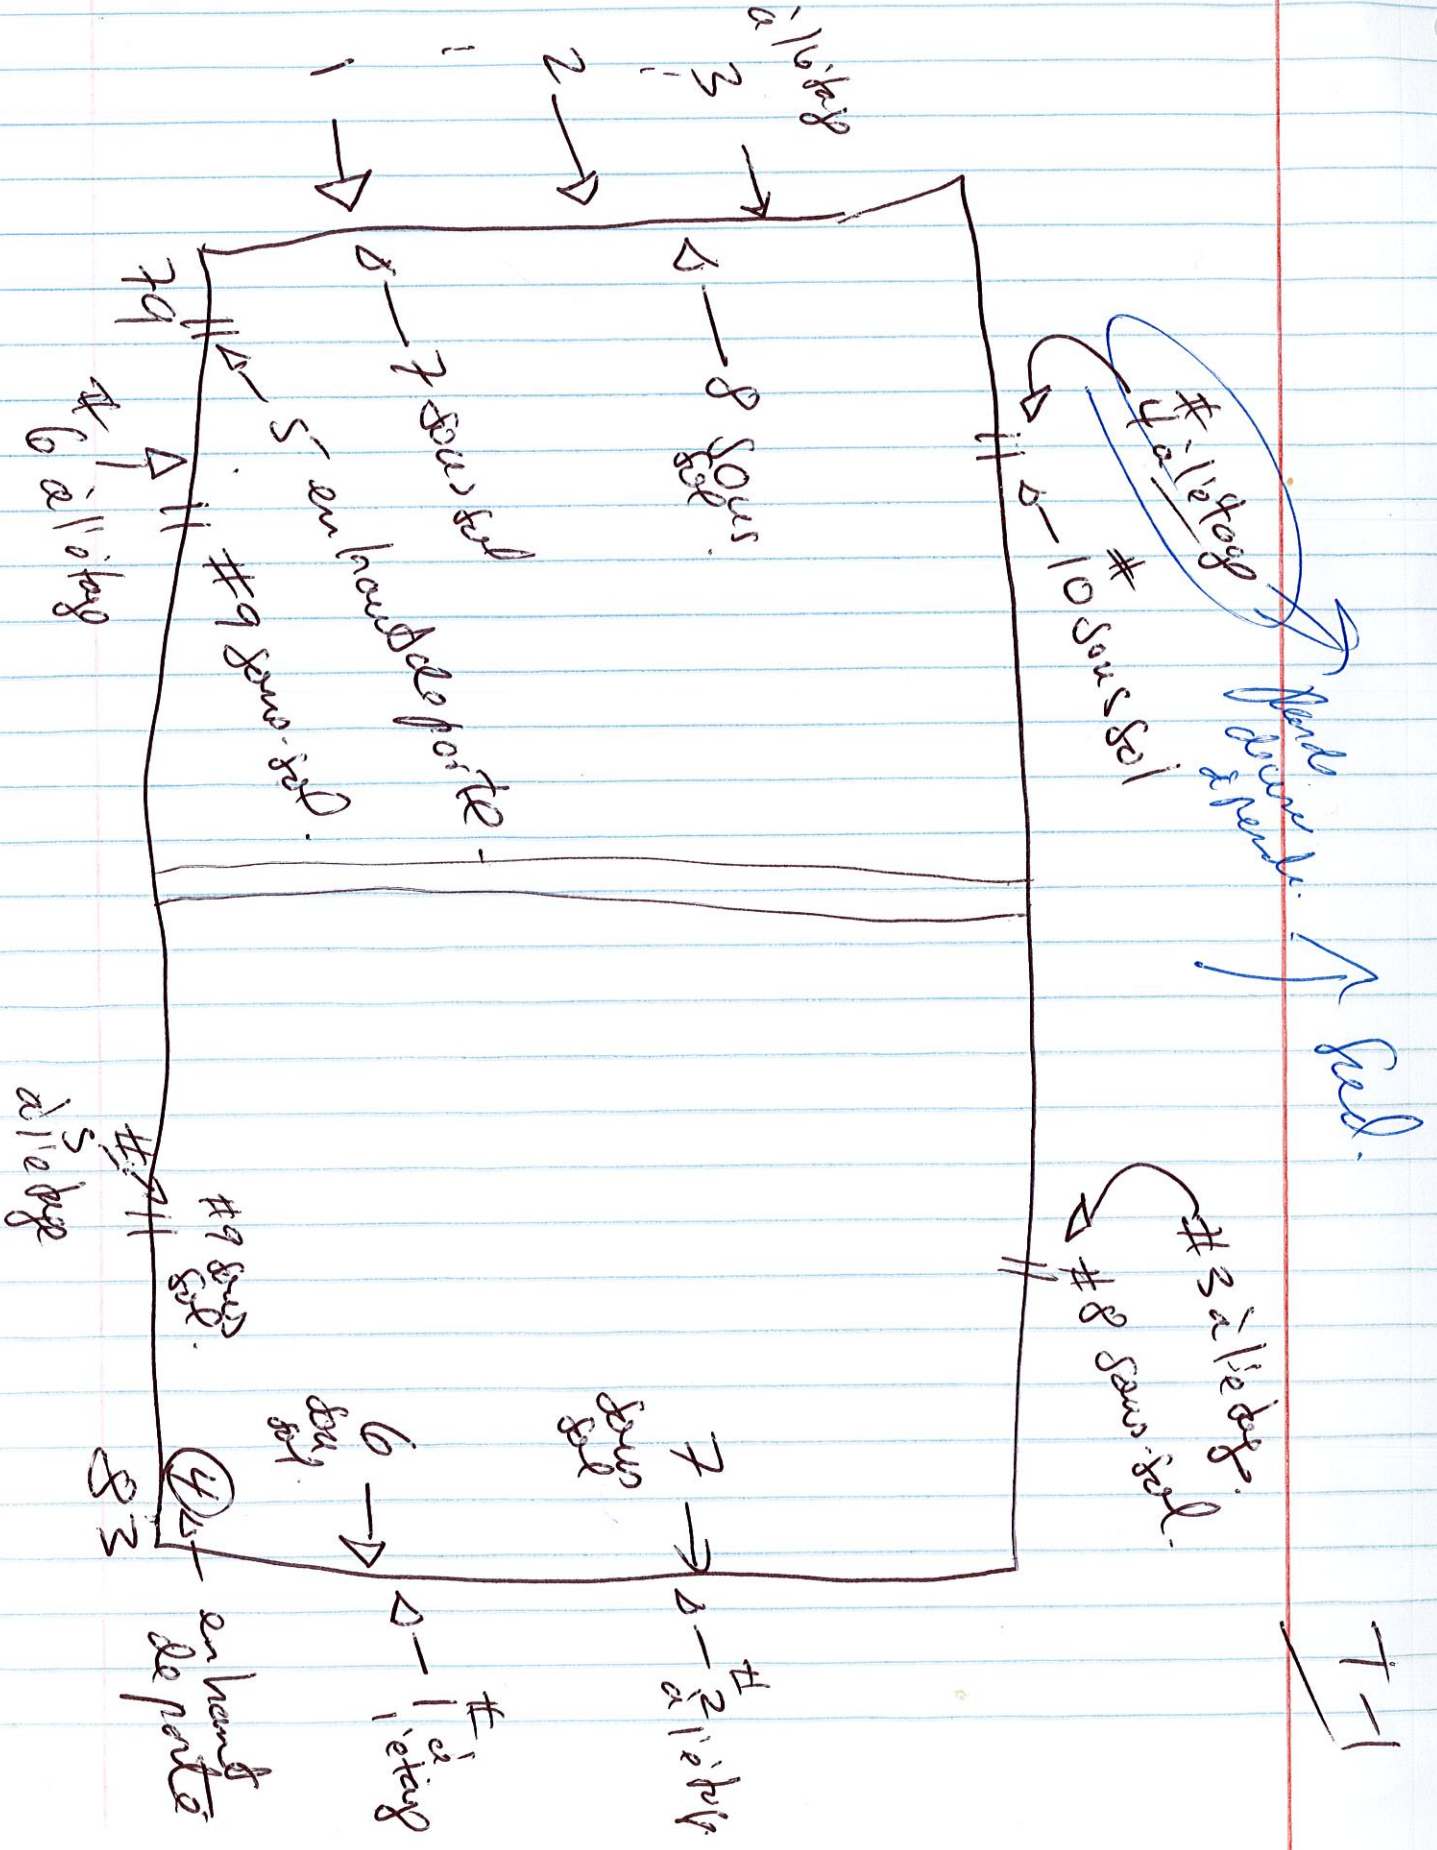 T-1
à l'étage
3
"
2
"
1
# 4 à l'étage
# 10 sous sol
8 sous
sol.
7 sous sol
5 en haut de porte.
# 9 sous-sol.
79
# 6 à l'étage
Sud.
# 3 à l'étage.
# 8 sous-sol.
# 5
à l'étage
# 9 sous
sol.
7
sous
sol
6
sous
sol
4
en haut
de porte
83
# 2
à l'étage
# 1 à
l'étage